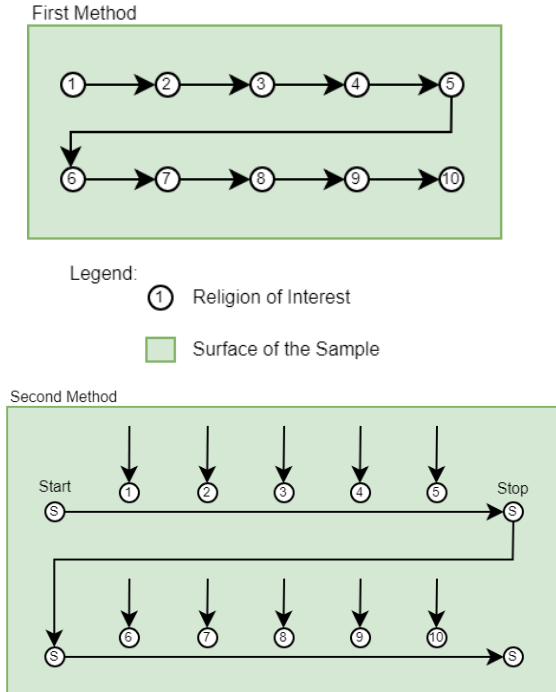 First Method
1 2 3 4 5
6 7 8 9 10
Legend:
1 Religion of Interest
Surface of the Sample
Second Method
1 2 3 4 5
Start Stop
S S
6 7 8 9 10
S S